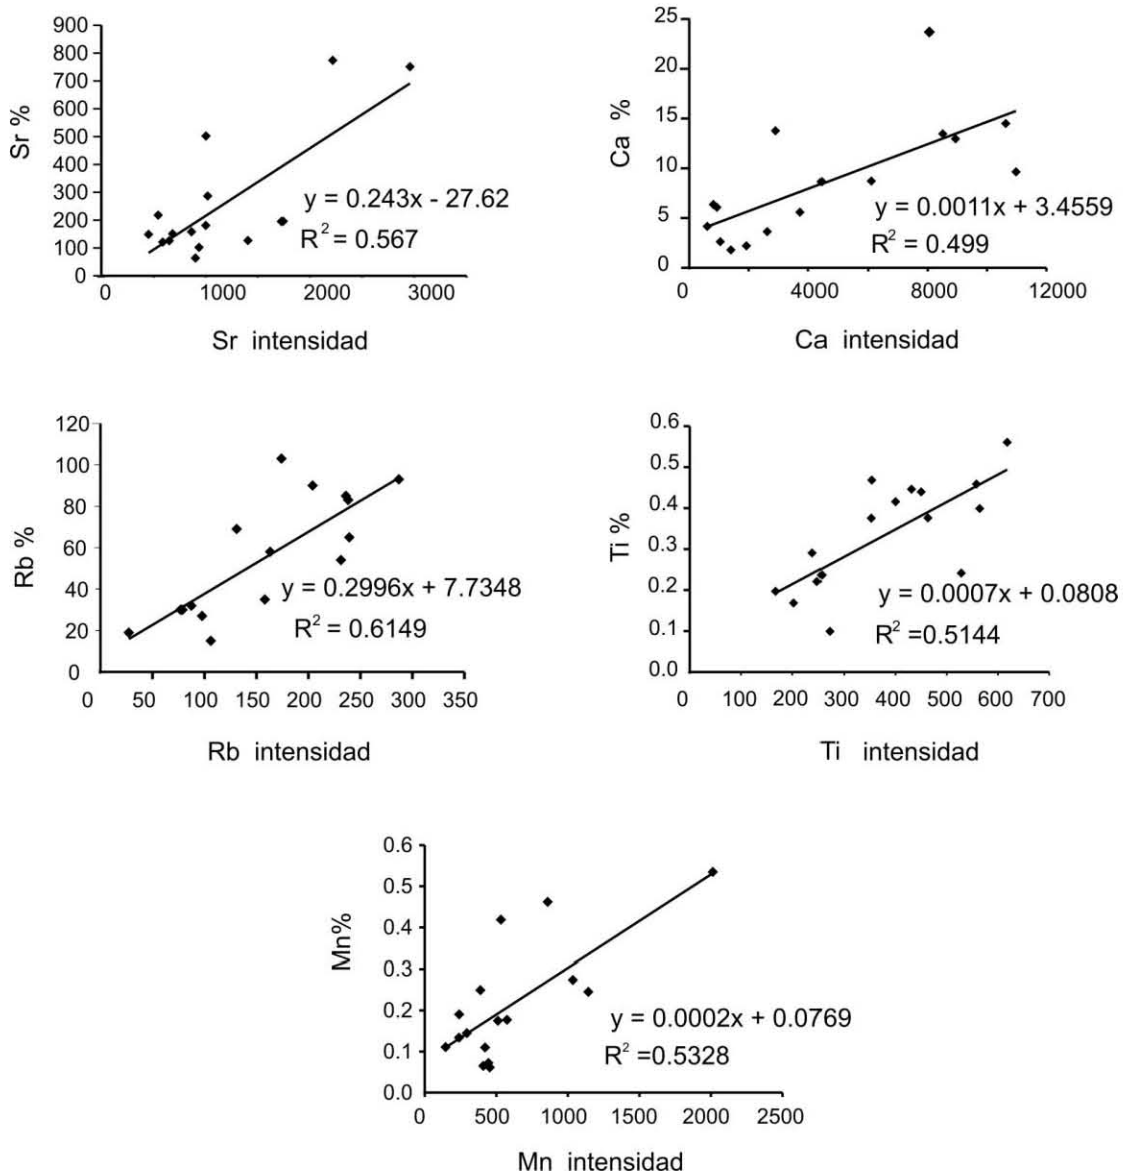 900
800
700
600
500
400
300
200
100
0
Sr %
y = 0.243x - 27.62
R² = 0.567
0 1000 2000 3000
Sr intensidad
25
20
15
10
5
0
Ca %
y = 0.0011x + 3.4559
R² = 0.499
0 4000 8000 12000
Ca intensidad
120
100
80
60
40
20
0
Rb %
y = 0.2996x + 7.7348
R² = 0.6149
0 50 100 150 200 250 300 350
Rb intensidad
0.6
0.5
0.4
0.3
0.2
0.1
0.0
Ti %
y = 0.0007x + 0.0808
R² =0.5144
0 100 200 300 400 500 600 700
Ti intensidad
0.6
0.5
0.4
0.3
0.2
0.1
0.0
Mn%
y = 0.0002x + 0.0769
R² =0.5328
0 500 1000 1500 2000 2500
Mn intensidad